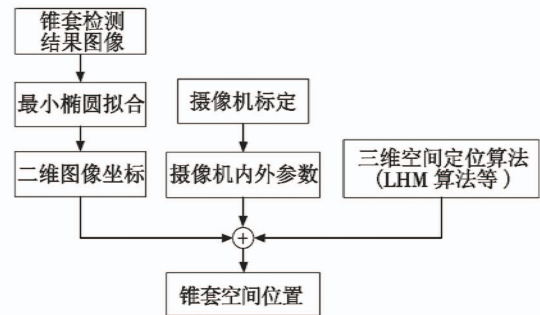 锥套检测
结果图像
最小椭圆拟合
摄像机标定
二维图像坐标
摄像机内外参数
三维空间定位算法
(LHM 算法等)
锥套空间位置